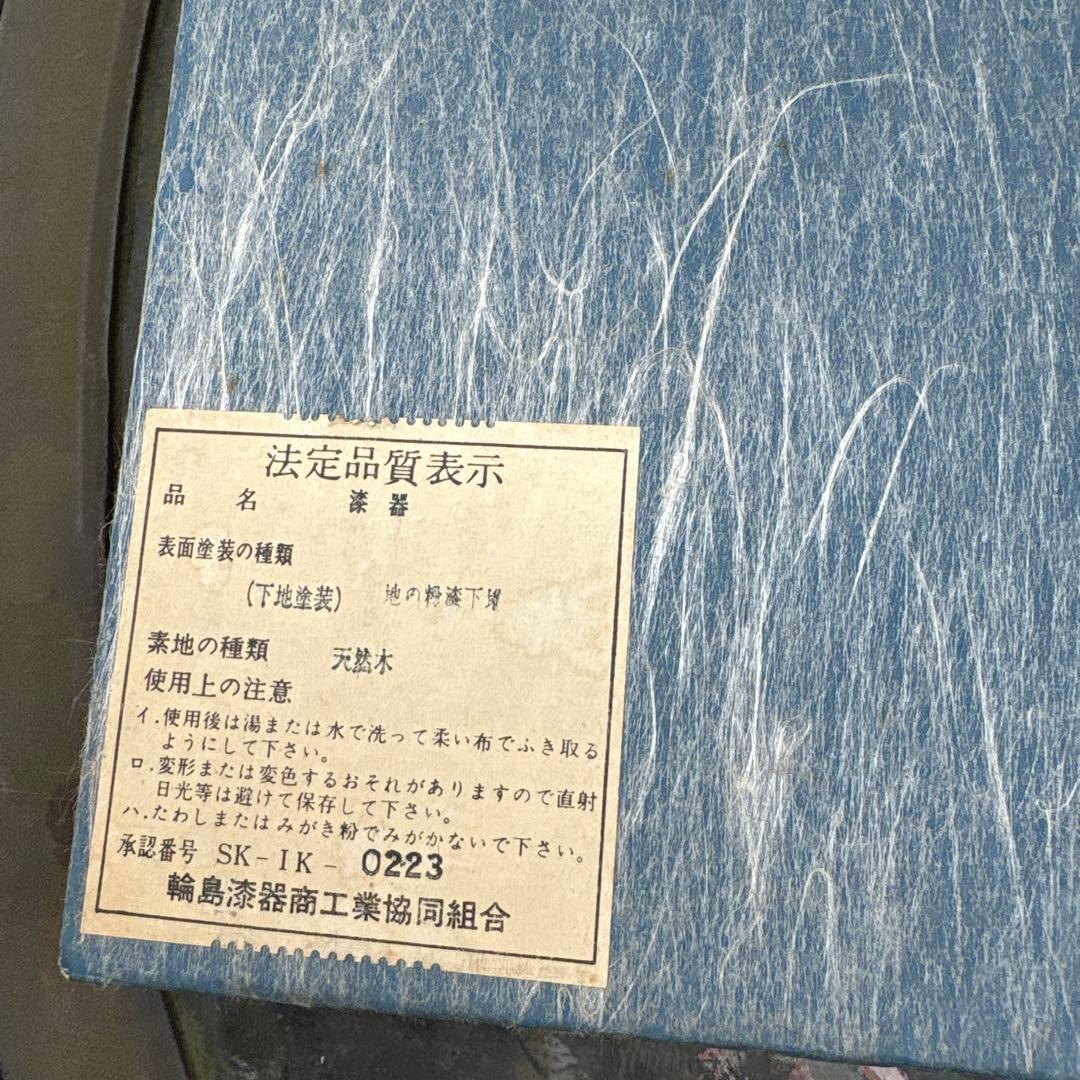 法定品質表示
品名 漆器
表面塗装の種類
(下地塗装) 地の粉漆下地
素地の種類 天然木
使用上の注意
イ.使用後は湯または水で洗って柔い布でふき取る
ようにして下さい。
ロ.変形または変色するおそれがありますので直射
日光等は避けて保存して下さい。
ハ.たわしまたはみがき粉でみがかないで下さい。
承認番号 SK-IK-0223
輪島漆器商工業協同組合